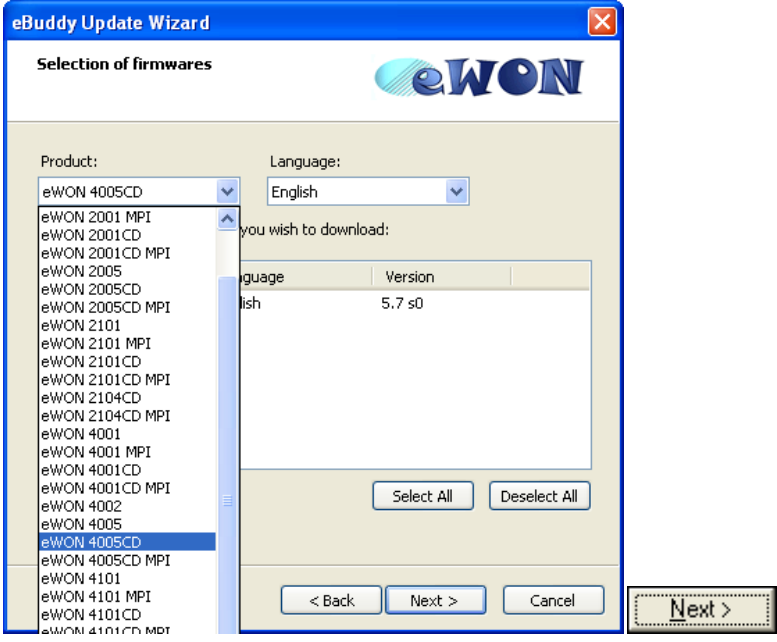 eBuddy Update Wizard
Selection of firmwares
eWON
Product:
Language:
eWON 4005CD
English
eWON 2001 MPI
you wish to download:
eWON 2001CD
eWON 2001CD MPI
eWON 2005
nguage
Version
eWON 2005CD
lish
5.7 s0
eWON 2005CD MPI
eWON 2101
eWON 2101 MPI
eWON 2101CD
eWON 2101CD MPI
eWON 2104CD
eWON 2104CD MPI
eWON 4001
eWON 4001 MPI
eWON 4001CD
eWON 4001CD MPI
eWON 4002
eWON 4005
eWON 4005CD
eWON 4005CD MPI
eWON 4101
eWON 4101 MPI
eWON 4101CD
eWON 4101CD MPI
Select All
Deselect All
< Back
Next >
Cancel
Next >